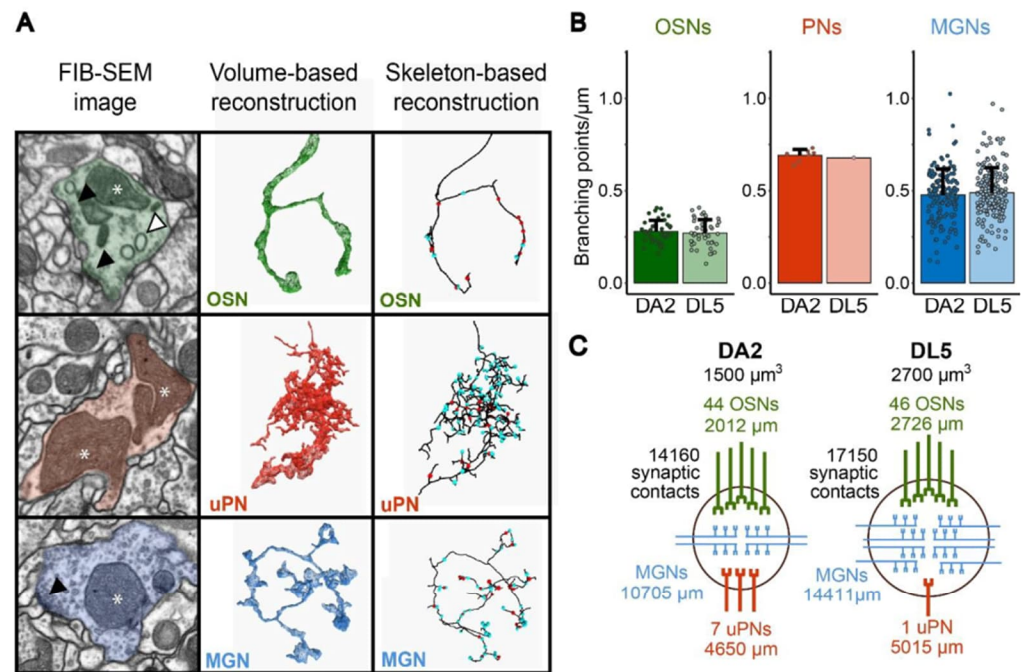 A
FIB-SEM
image
Volume-based
reconstruction
Skeleton-based
reconstruction
*
OSN
OSN
*
*
uPN
uPN
*
MGN
MGN
B
OSNs
PNs
MGNs
Branching points/µm
1.0
0.5
0.0
DA2 DL5
1.0
0.5
0.0
DA2 DL5
1.0
0.5
0.0
DA2 DL5
C
DA2
1500 µm³
44 OSNs
2012 µm
14160
synaptic
contacts
MGNs
10705 µm
7 uPNs
4650 µm
DL5
2700 µm³
46 OSNs
2726 µm
17150
synaptic
contacts
MGNs
14411µm
1 uPN
5015 µm